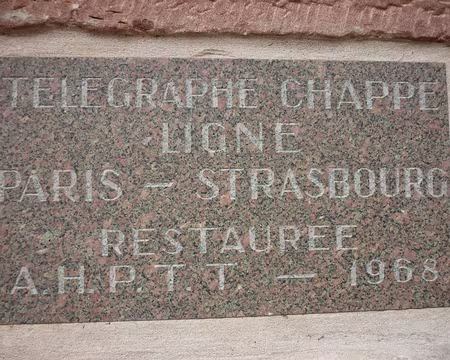 TELEGRAPHE CHAPPE
LIGNE
PARIS – STRASBOURG
RESTAUREE
A.H.P.T.T. – 1968